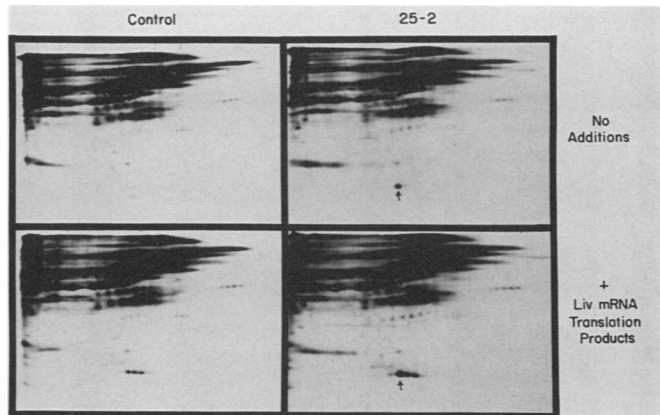 Control
25-2
No
Additions
+
Liv mRNA
Translation
Products